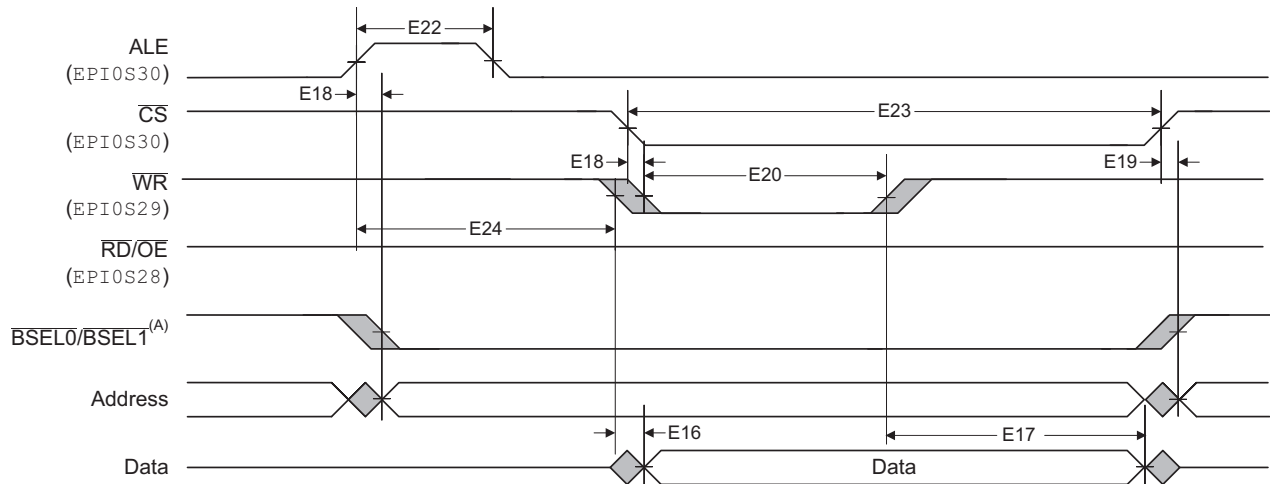 E22
ALE
(EPI0S30)
E18
CS
E23
(EPI0S30)
E18
E19
WR
E20
(EPI0S29)
E24
RD/OE
(EPI0S28)
BSEL0/BSEL1(A)
Address
E16
E17
Data
Data